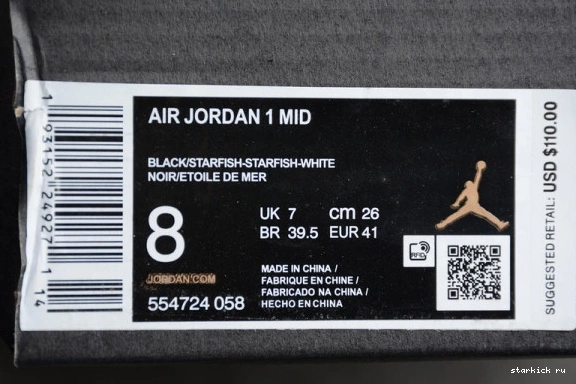 AIR JORDAN 1 MID
BLACK/STARFISH-STARFISH-WHITE
NOIR/ETOILE DE MER
8
UK 7 cm 26
BR 39.5 EUR 41
JORDAN.COM
554724 058
MADE IN CHINA /
FABRIQUE EN CHINE /
FABRICADO NA CHINA /
HECHO EN CHINA
RFID
SUGGESTED RETAIL: USD $110.00
1 93152 24927 1 14
starkick ru